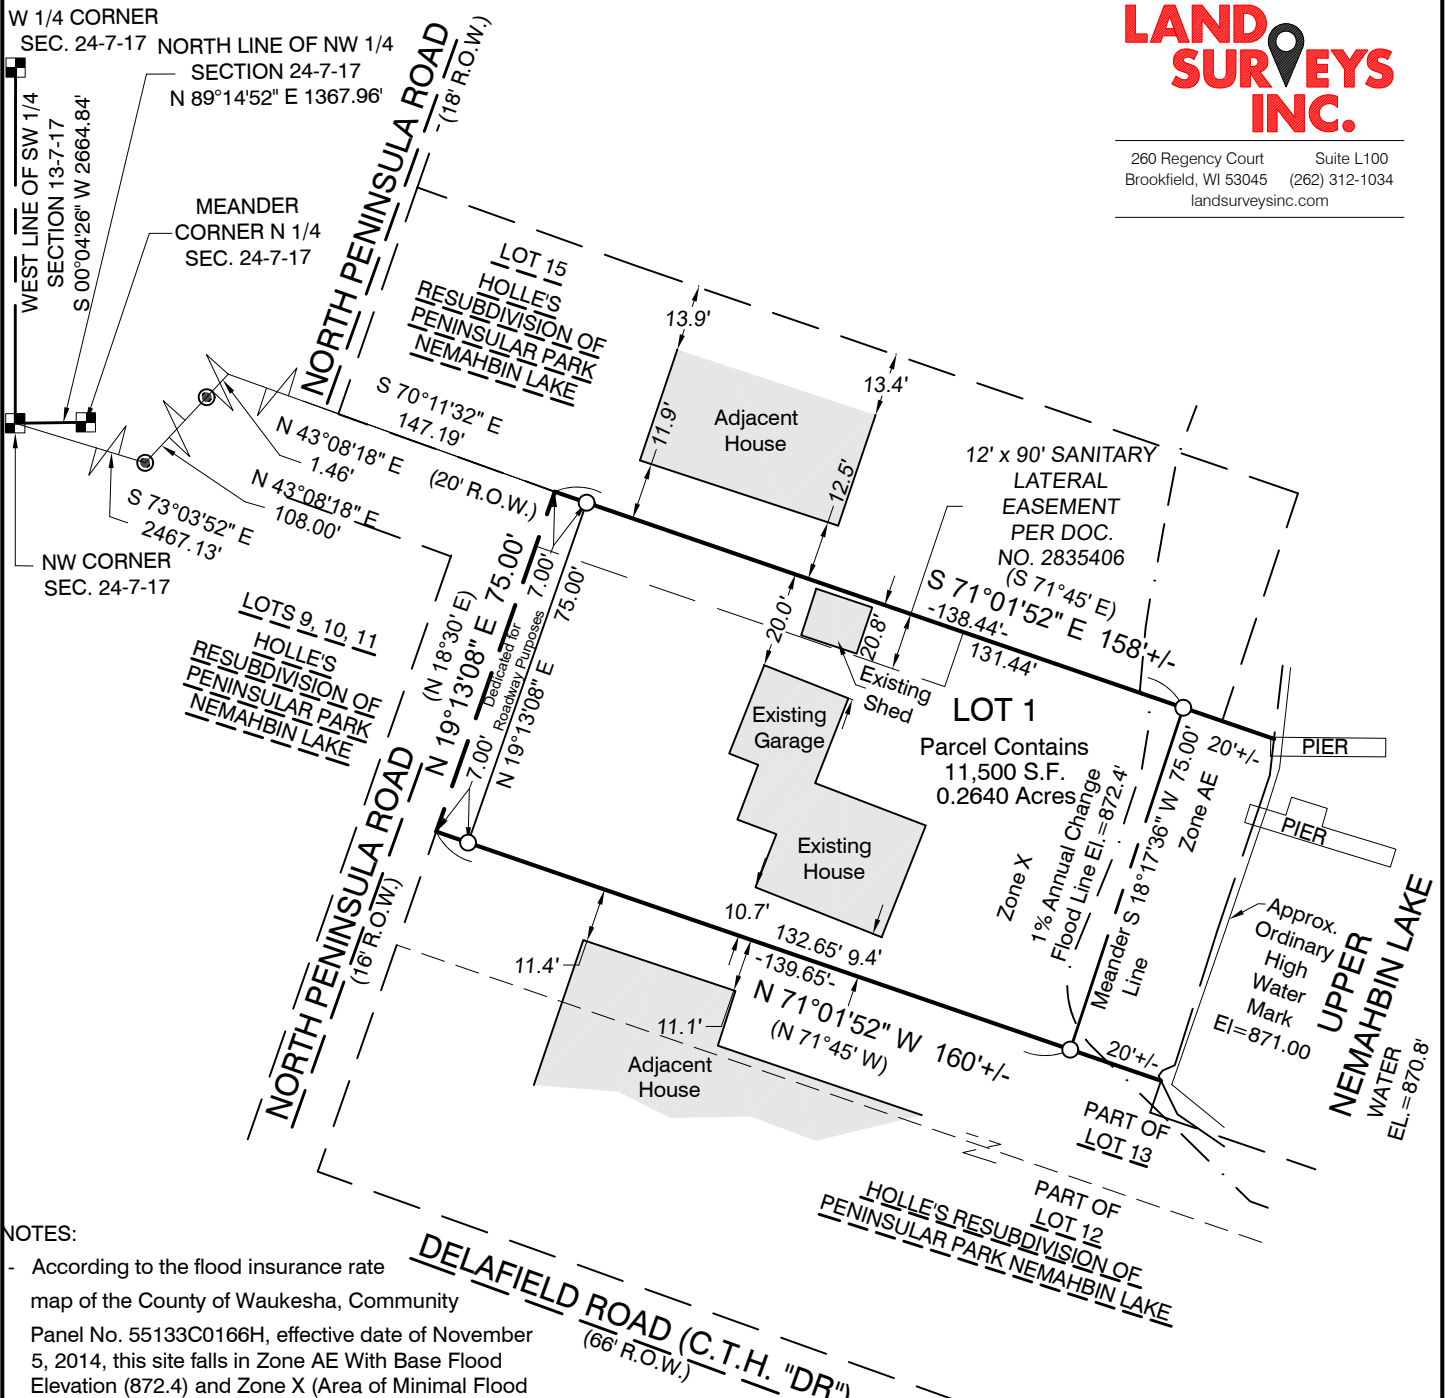 W 1/4 CORNER
SEC. 24-7-17
NORTH LINE OF NW 1/4
SECTION 24-7-17
N 89°14'52" E 1367.96'
WEST LINE OF SW 1/4
SECTION 13-7-17
S 00°04'26" W 2664.84'
MEANDER
CORNER N 1/4
SEC. 24-7-17
NORTH PENINSULA ROAD
(18' R.O.W.)
LAND
SURVEYS
INC.
260 Regency Court Suite L100
Brookfield, WI 53045 (262) 312-1034
landsurveysinc.com
LOT 15
HOLLE'S
RESUBDIVISION OF
PENINSULAR PARK
NEMAHBIN LAKE
13.9'
13.4'
11.9'
12.5'
Adjacent
House
S 70°11'32" E
147.19'
(20' R.O.W.)
N 43°08'18" E
1.46'
N 43°08'18" E
108.00'
S 73°03'52" E
2467.13'
NW CORNER
SEC. 24-7-17
12' x 90' SANITARY
LATERAL
EASEMENT
PER DOC.
NO. 2835406
(S 71°45' E)
S 71°01'52" E 158'+/-
-138.44'-
131.44'
LOTS 9, 10, 11
HOLLE'S
RESUBDIVISION OF
PENINSULAR PARK
NEMAHBIN LAKE
(N 18°30' E)
N 19°13'08" E 75.00'
7.00'
7.00'
Dedicated for
Roadway Purposes
N 19°13'08" E
75.00'
20.0'
20.8'
Existing
Shed
Existing
Garage
LOT 1
Parcel Contains
11,500 S.F.
0.2640 Acres
Existing
House
Zone X
1% Annual Change
Flood Line El.=872.4'
Meander S 18°17'36" W 75.00'
Line
Zone AE
20'+/-
PIER
PIER
Approx.
Ordinary
High
Water
Mark
El=871.00
UPPER
NEMAHBIN LAKE
WATER
EL.=870.8'
NORTH PENINSULA ROAD
(16' R.O.W.)
10.7'
132.65'
9.4'
-139.65'-
N 71°01'52" W 160'+/-
(N 71°45' W)
11.4'
11.1'
Adjacent
House
20'+/-
PART OF
LOT 13
PART OF
LOT 12
HOLLE'S RESUBDIVISION OF
PENINSULAR PARK NEMAHBIN LAKE
DELAFIELD ROAD (C.T.H. "DR")
(66' R.O.W.)
NOTES:
- According to the flood insurance rate
map of the County of Waukesha, Community
Panel No. 55133C0166H, effective date of November
5, 2014, this site falls in Zone AE With Base Flood
Elevation (872.4) and Zone X (Area of Minimal Flood